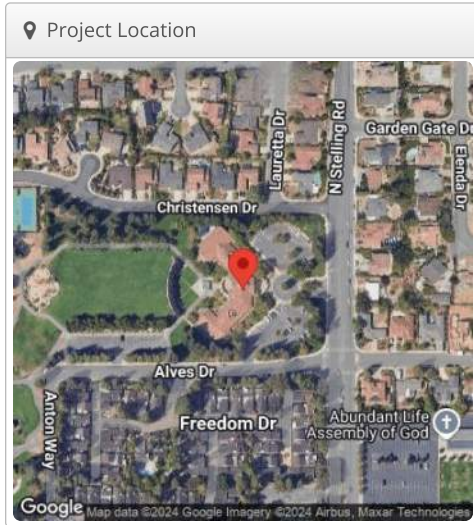 Project Location
Lauretta Dr
N Stelling Rd
Garden Gate Dr
Elenda Dr
Christensen Dr
Alves Dr
Anton Way
Freedom Dr
Abundant Life
Assembly of God
Google
Map data ©2024 Google Imagery ©2024 Airbus, Maxar Technologies